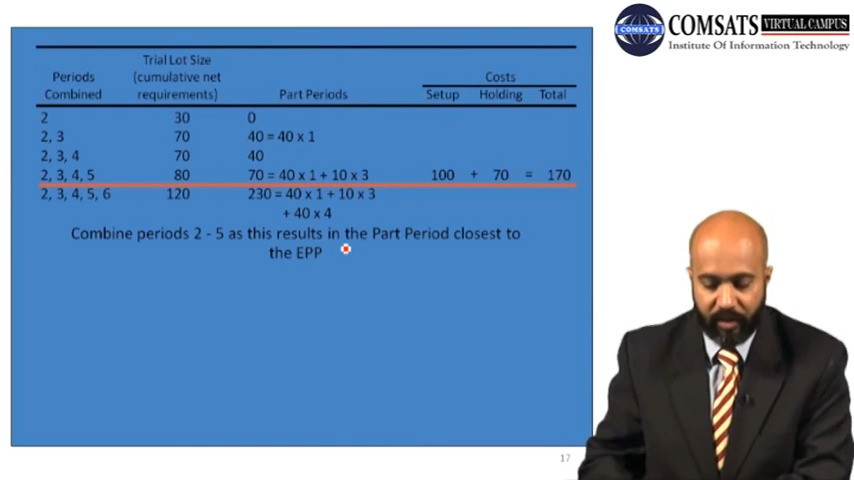 COMSATS VIRTUAL CAMPUS
COMSATS
Institute Of Information Technology
Trial Lot Size
Periods (cumulative net Costs
Combined requirements) Part Periods Setup Holding Total
2 30 0
2, 3 70 40 = 40 x 1
2, 3, 4 70 40
2, 3, 4, 5 80 70 = 40 x 1 + 10 x 3 100 + 70 = 170
2, 3, 4, 5, 6 120 230 = 40 x 1 + 10 x 3
+ 40 x 4
Combine periods 2 - 5 as this results in the Part Period closest to
the EPP
17